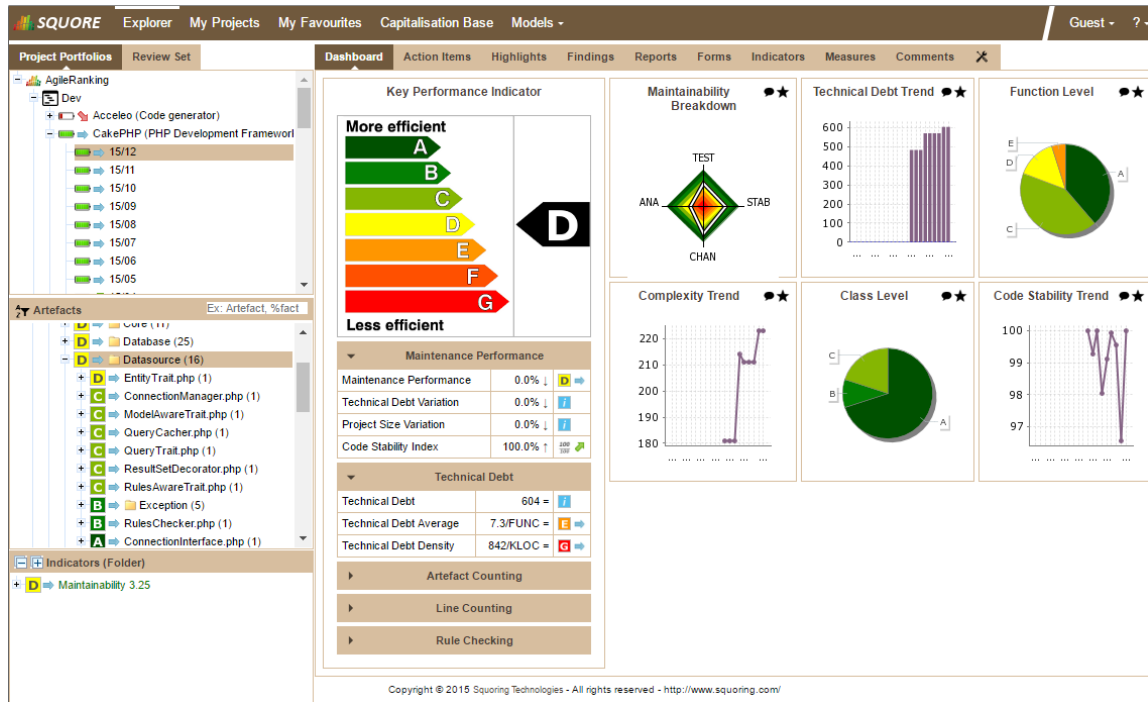 SQUORE Explorer My Projects My Favourites Capitalisation Base Models Guest ?
Project Portfolios Review Set
AgileRanking
Dev
Acceleo (Code generator)
CakePHP (PHP Development Framewor
15/12
15/11
15/10
15/09
15/08
15/07
15/06
15/05
Artefacts Ex: Artefact, %fact
D Core (11)
D Database (25)
D Datasource (16)
D EntityTrait.php (1)
C ConnectionManager.php (1)
C ModelAwareTrait.php (1)
C QueryCacher.php (1)
C QueryTrait.php (1)
C ResultSetDecorator.php (1)
C RulesAwareTrait.php (1)
B Exception (5)
B RulesChecker.php (1)
A ConnectionInterface.php (1)
Indicators (Folder)
D Maintainability 3.25
Dashboard Action Items Highlights Findings Reports Forms Indicators Measures Comments
Key Performance Indicator
More efficient
A
B
C
D
E
F
G
D
Less efficient
Maintenance Performance
Maintenance Performance 0.0% ↓ D
Technical Debt Variation 0.0% ↓ i
Project Size Variation 0.0% ↓ i
Code Stability Index 100.0% ↑ 100/100
Technical Debt
Technical Debt 604 = i
Technical Debt Average 7.3/FUNC = E
Technical Debt Density 842/KLOC = G
Artefact Counting
Line Counting
Rule Checking
Maintainability
Breakdown
TEST
ANA STAB
CHAN
Technical Debt Trend
600
500
400
300
200
100
0
... ... ... ... ... ...
Function Level
E
D
A
C
Complexity Trend
220
210
200
190
180
... ... ... ... ... ...
Class Level
C
B
A
Code Stability Trend
100
99
98
97
... ... ... ... ... ...
Copyright © 2015 Squoring Technologies - All rights reserved - http://www.squoring.com/